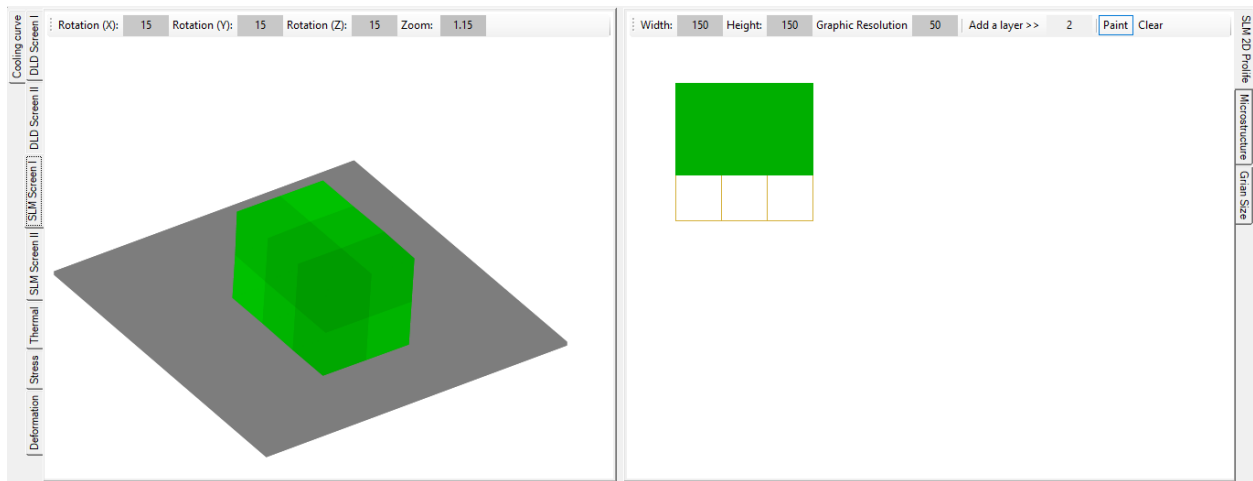 Rotation (X): 15 Rotation (Y): 15 Rotation (Z): 15 Zoom: 1.15
Width: 150 Height: 150 Graphic Resolution 50 Add a layer >> 2 Paint Clear
Cooling curve
DLD Screen I
DLD Screen II
SLM Screen I
SLM Screen II
Thermal
Stress
Deformation
SLM 2D Prolife
Microstructure
Grian Size